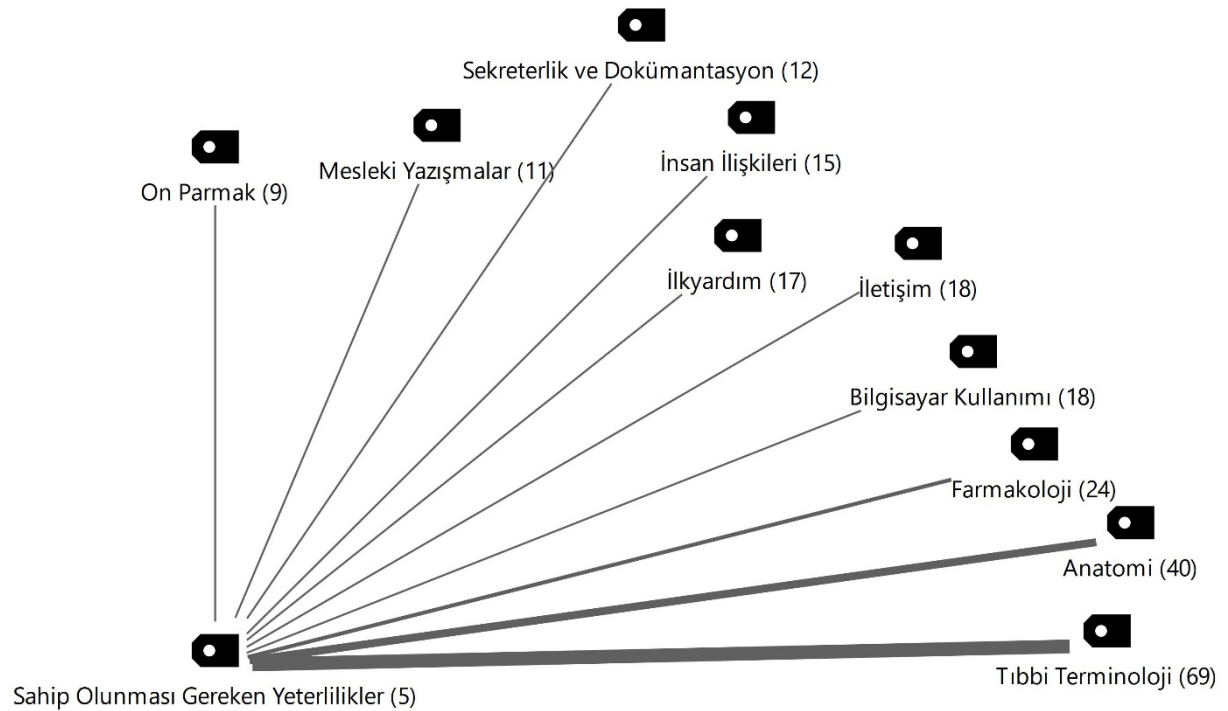 Sekreterlik ve Dokümantasyon (12)
Mesleki Yazışmalar (11)
İnsan İlişkileri (15)
On Parmak (9)
İlkyardım (17)
İletişim (18)
Bilgisayar Kullanımı (18)
Farmakoloji (24)
Anatomi (40)
Tıbbi Terminoloji (69)
Sahip Olunması Gereken Yeterlilikler (5)